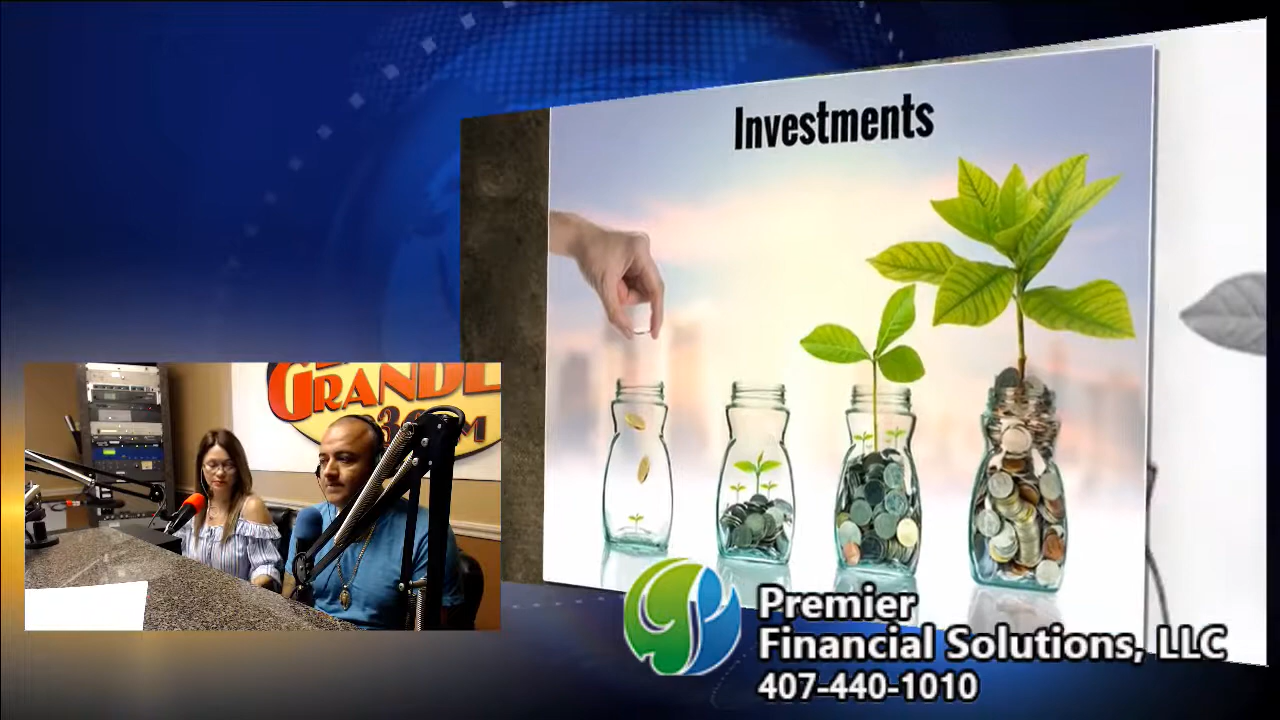 Investments
GRANDE
Premier
Financial Solutions, LLC
407-440-1010